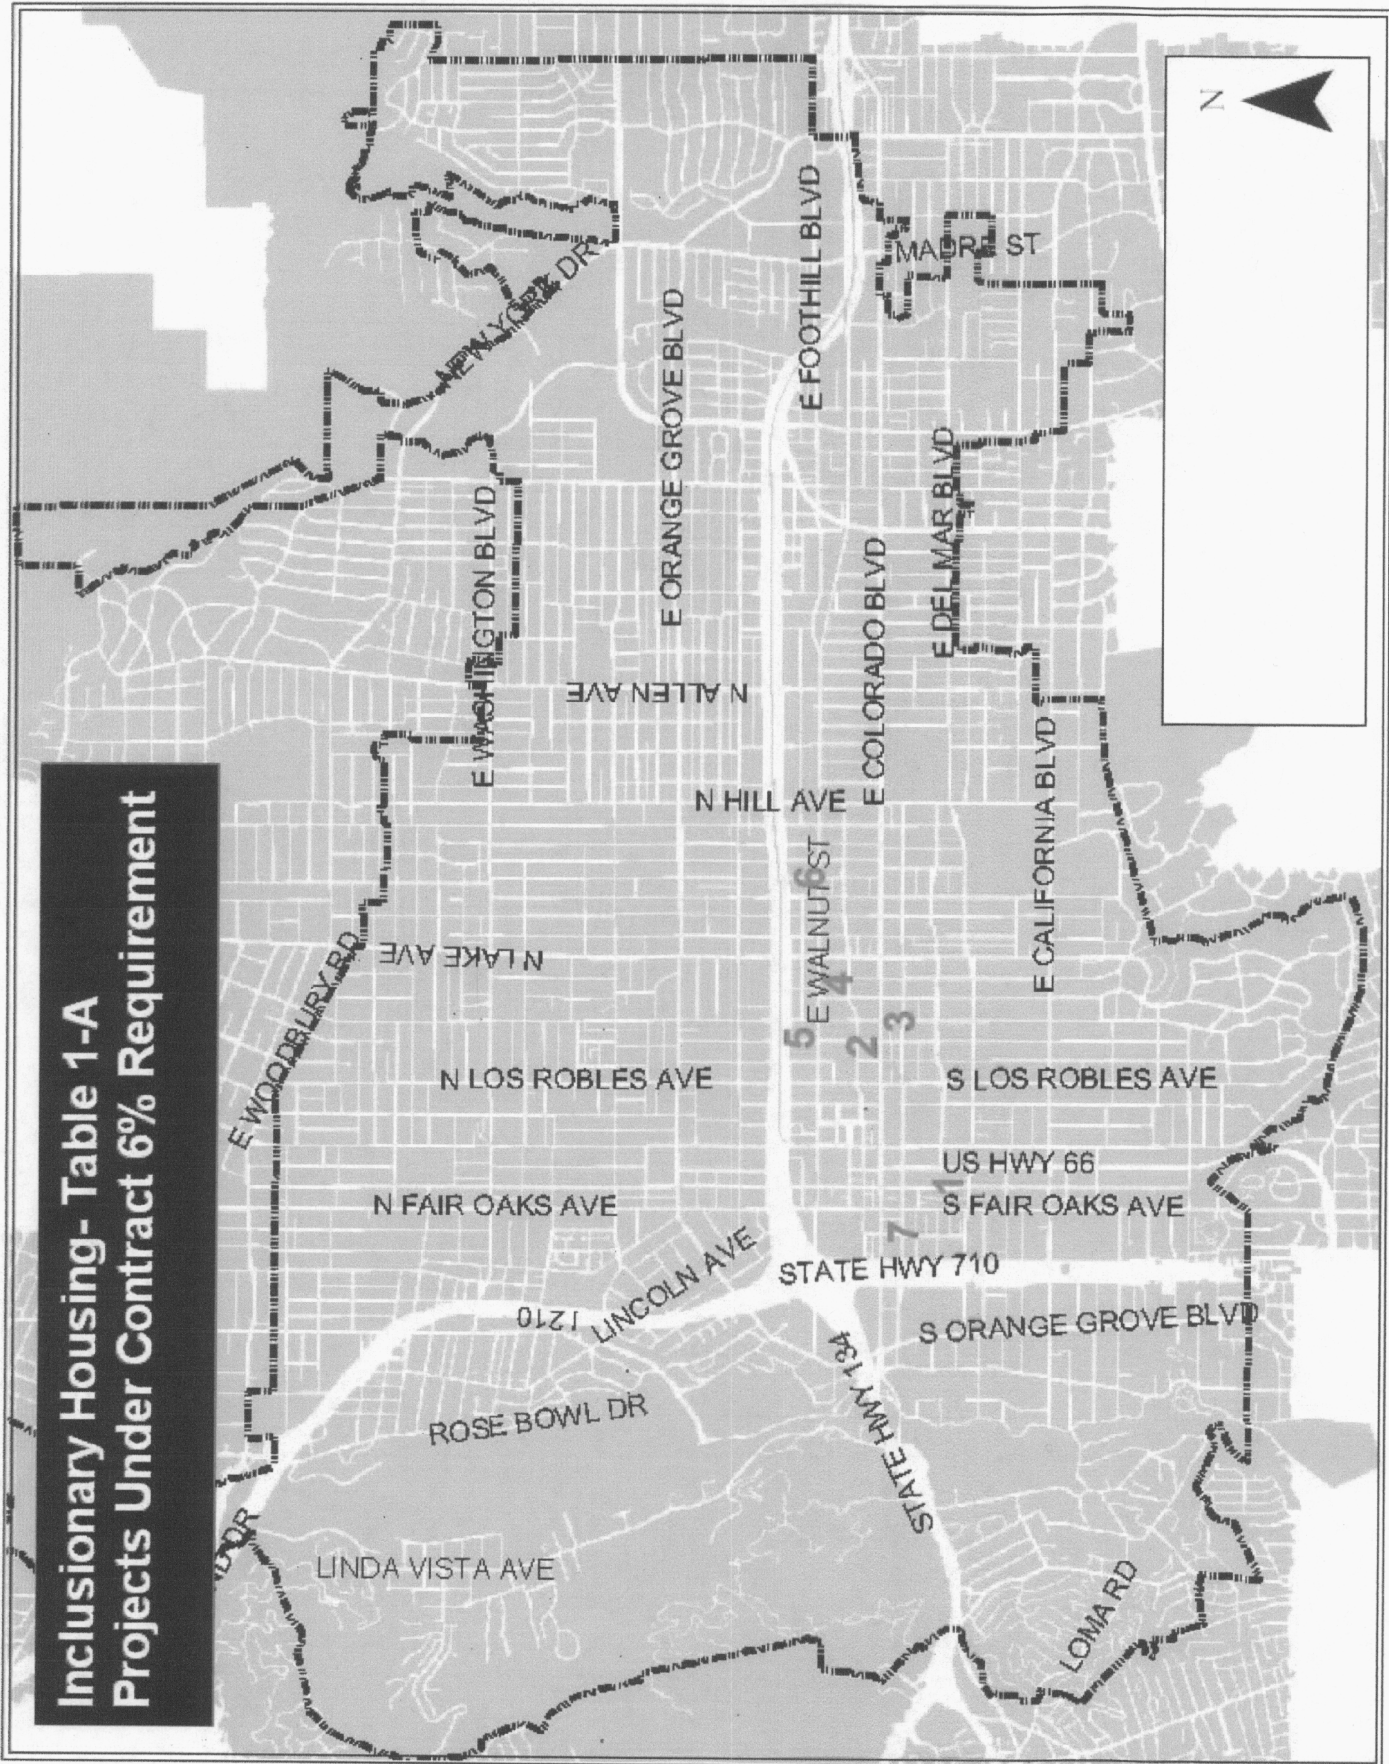 Inclusionary Housing- Table 1-A
Projects Under Contract 6% Requirement
N
E WOODBURY RD
N LAKE AVE
E WASHINGTON BLVD
NEW YORK DR
N ALLEN AVE
E ORANGE GROVE BLVD
N LOS ROBLES AVE
N FAIR OAKS AVE
I 210
LINCOLN AVE
ROSE BOWL DR
LINDA VISTA AVE
N HILL AVE
E FOOTHILL BLVD
E WALNUT ST
6
4
5
2
3
1
7
E COLORADO BLVD
E DEL MAR BLVD
MADRE ST
E CALIFORNIA BLVD
S LOS ROBLES AVE
US HWY 66
S FAIR OAKS AVE
STATE HWY 710
S ORANGE GROVE BLVD
STATE HWY 134
LOMA RD